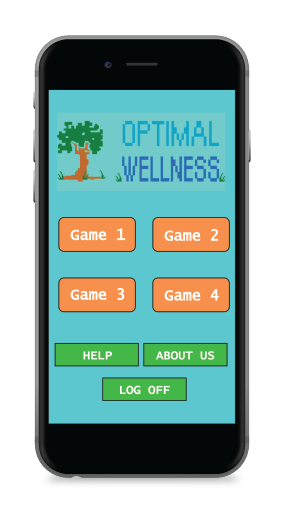 OPTIMAL
WELLNESS
Game 1 Game 2
Game 3 Game 4
HELP ABOUT US
LOG OFF